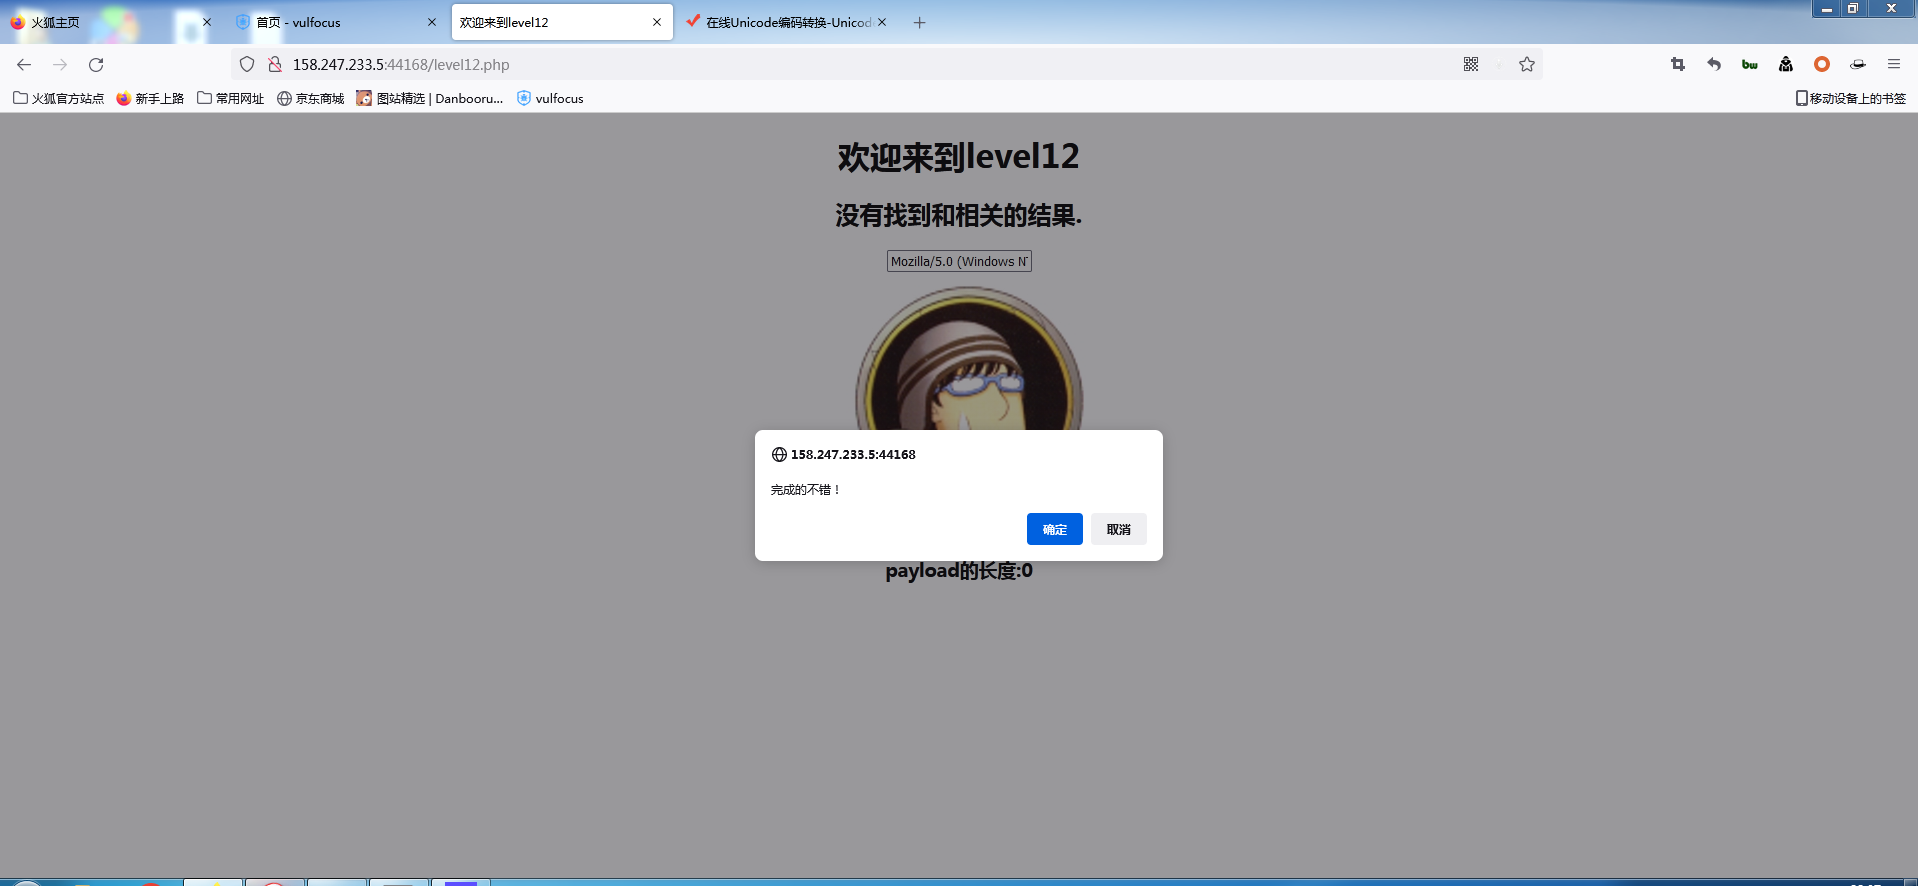 火狐主页
首页 - vulfocus
欢迎来到level12
在线Unicode编码转换-Unicod
158.247.233.5:44168/level12.php
火狐官方站点
新手上路
常用网址
京东商城
图站精选 | Danbooru...
vulfocus
移动设备上的书签
欢迎来到level12
没有找到和相关的结果.
Mozilla/5.0 (Windows NT
158.247.233.5:44168
完成的不错！
确定
取消
payload的长度:0